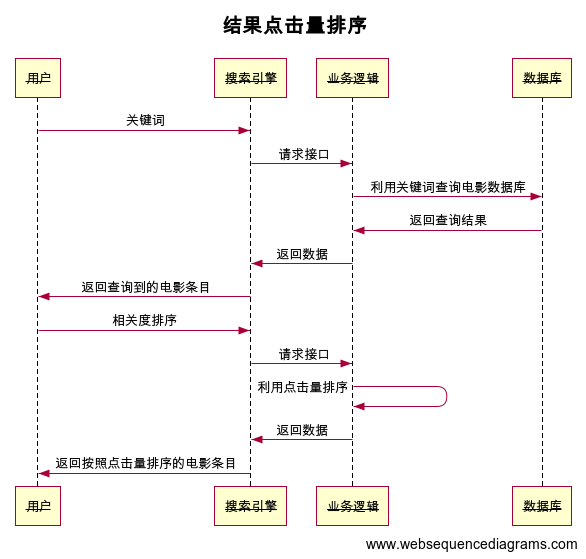 结果点击量排序
用户 搜索引擎 业务逻辑 数据库
关键词
请求接口
利用关键词查询电影数据库
返回查询结果
返回数据
返回查询到的电影条目
相关度排序
请求接口
利用点击量排序
返回数据
返回按照点击量排序的电影条目
用户 搜索引擎 业务逻辑 数据库
www.websequencediagrams.com